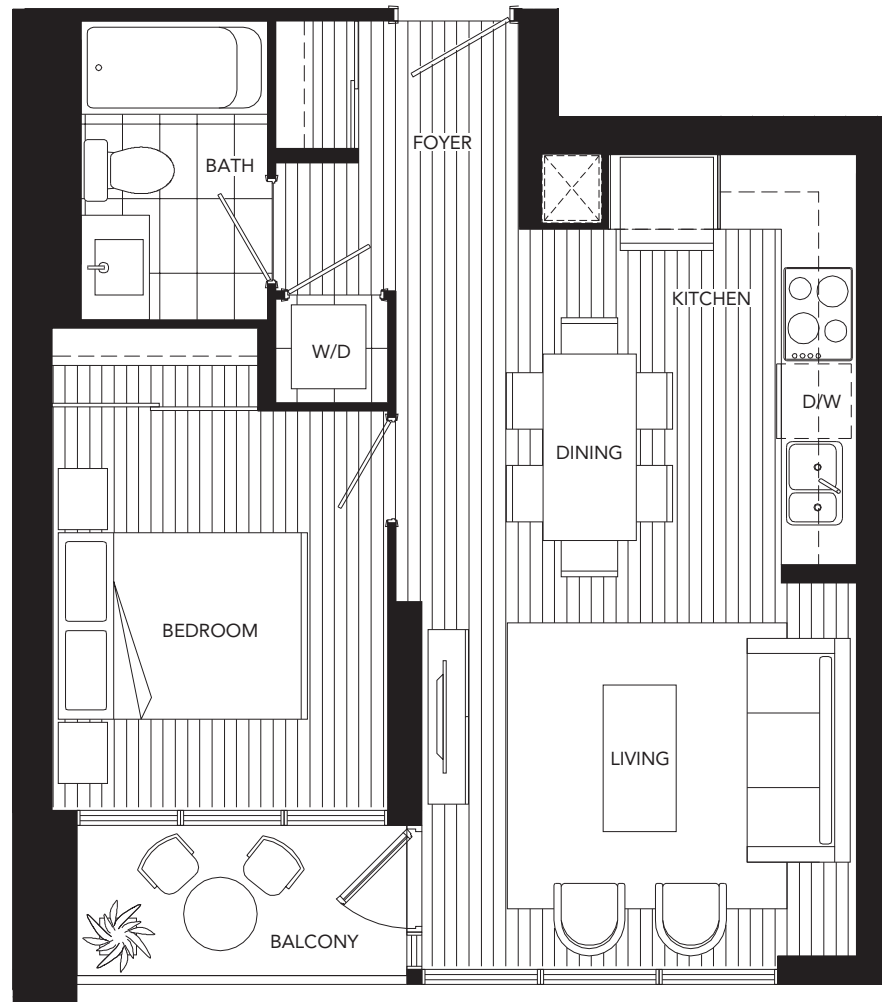 FOYER
BATH
KITCHEN
W/D
D/W
DINING
BEDROOM
LIVING
BALCONY